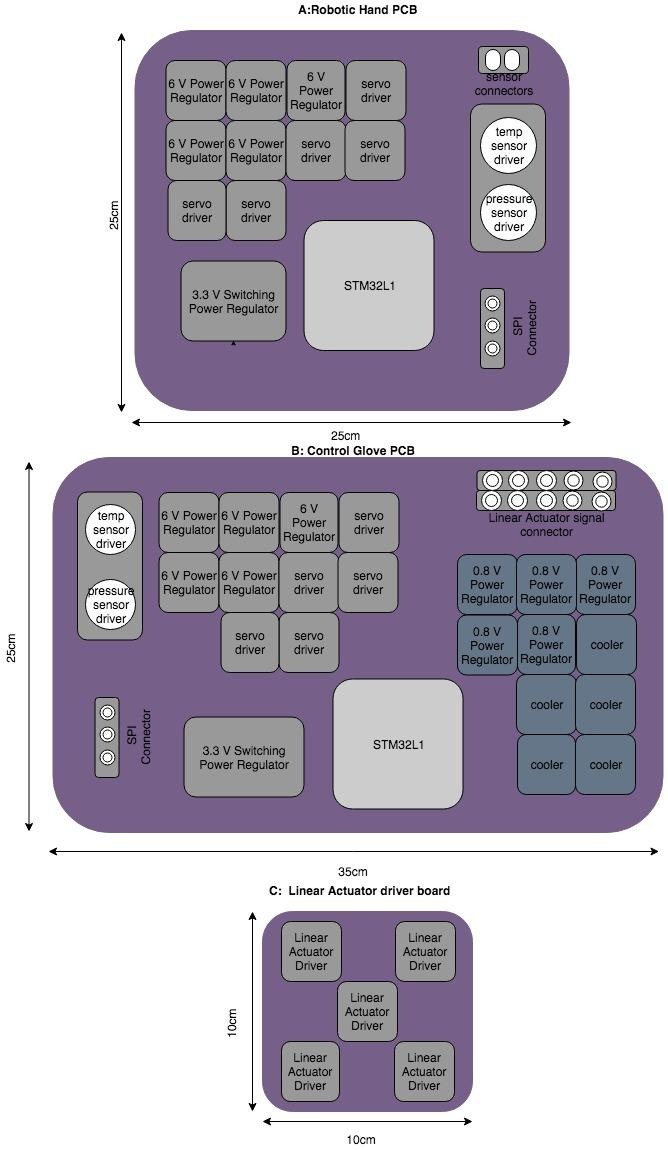 A:Robotic Hand PCB
6 V Power
Regulator
6 V Power
Regulator
6 V
Power
Regulator
servo
driver
sensor
connectors
6 V Power
Regulator
6 V Power
Regulator
servo
driver
servo
driver
temp
sensor
driver
servo
driver
servo
driver
pressure
sensor
driver
25cm
3.3 V Switching
Power Regulator
STM32L1
SPI
Connector
25cm
B: Control Glove PCB
temp
sensor
driver
6 V Power
Regulator
6 V Power
Regulator
6 V
Power
Regulator
servo
driver
Linear Actuator signal
connector
pressure
sensor
driver
6 V Power
Regulator
6 V Power
Regulator
servo
driver
servo
driver
0.8 V
Power
Regulator
0.8 V
Power
Regulator
0.8 V
Power
Regulator
servo
driver
servo
driver
0.8 V
Power
Regulator
0.8 V
Power
Regulator
cooler
25cm
cooler
cooler
SPI
Connector
3.3 V Switching
Power Regulator
STM32L1
cooler
cooler
35cm
C: Linear Actuator driver board
Linear
Actuator
Driver
Linear
Actuator
Driver
Linear
Actuator
Driver
10cm
Linear
Actuator
Driver
Linear
Actuator
Driver
10cm